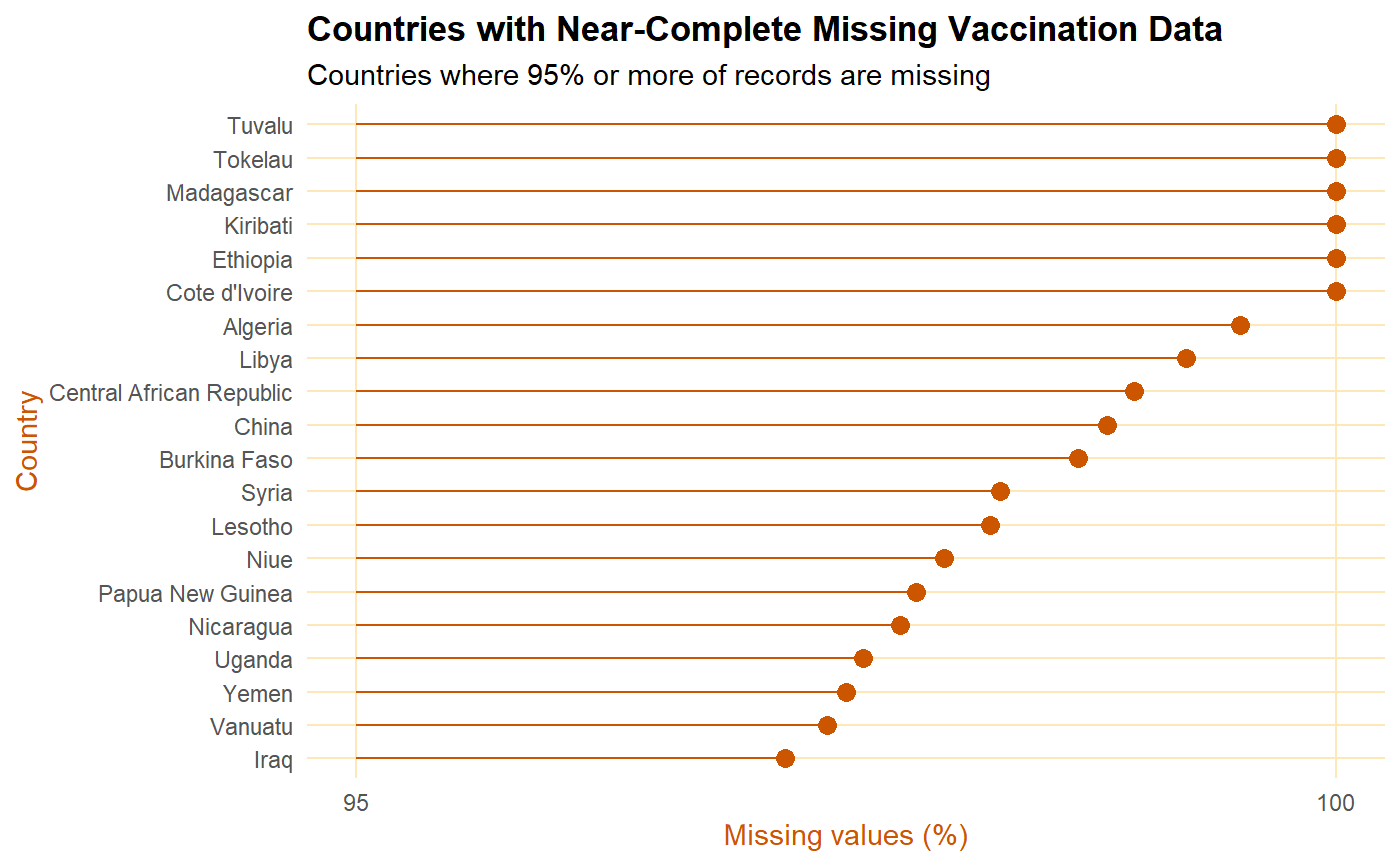 Countries with Near-Complete Missing Vaccination Data
Countries where 95% or more of records are missing
Tuvalu
Tokelau
Madagascar
Kiribati
Ethiopia
Cote d'Ivoire
Algeria
Libya
Central African Republic
China
Burkina Faso
Syria
Lesotho
Niue
Papua New Guinea
Nicaragua
Uganda
Yemen
Vanuatu
Iraq
Country
95
100
Missing values (%)